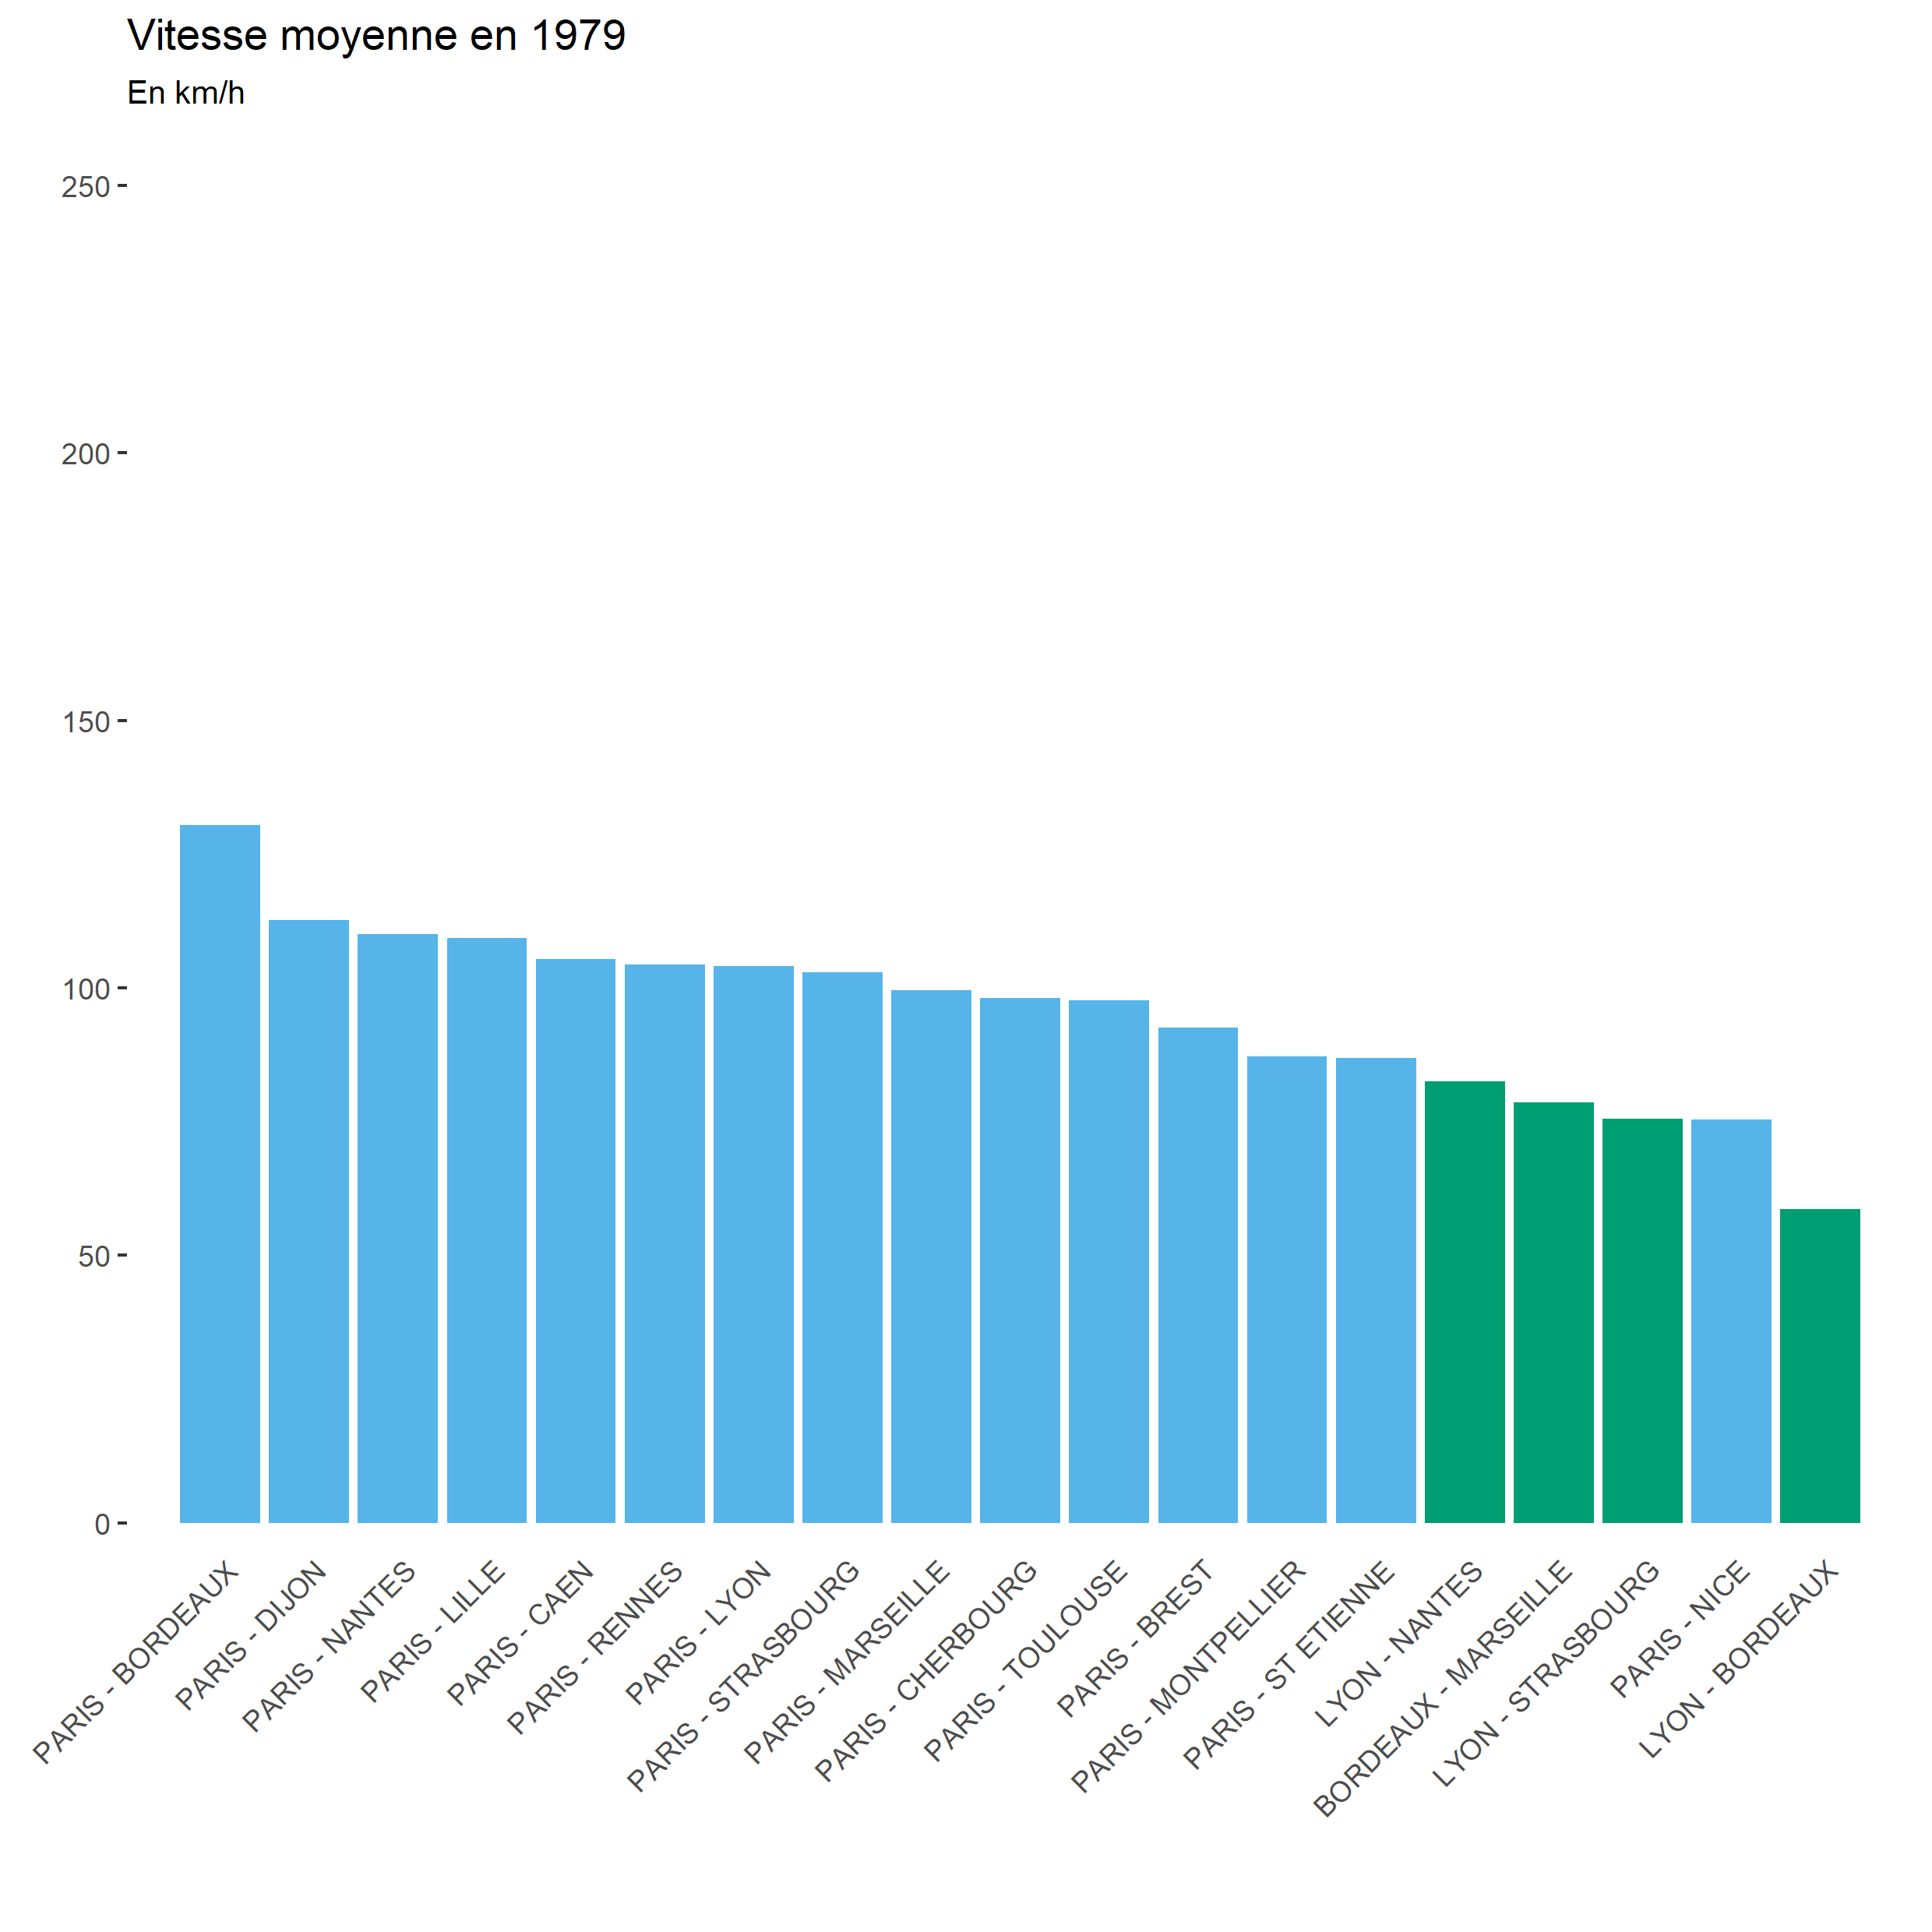 Vitesse moyenne en 1979
En km/h
250
200
150
100
50
0
PARIS - BORDEAUX
PARIS - DIJON
PARIS - NANTES
PARIS - LILLE
PARIS - CAEN
PARIS - RENNES
PARIS - LYON
PARIS - STRASBOURG
PARIS - MARSEILLE
PARIS - CHERBOURG
PARIS - TOULOUSE
PARIS - BREST
PARIS - MONTPELLIER
PARIS - ST ETIENNE
LYON - NANTES
BORDEAUX - MARSEILLE
LYON - STRASBOURG
PARIS - NICE
LYON - BORDEAUX